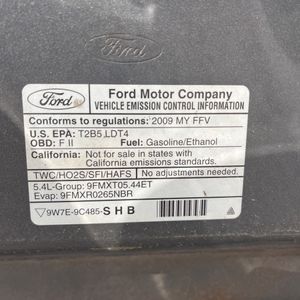 Ford
Ford
Ford Motor Company
VEHICLE EMISSION CONTROL INFORMATION
Conforms to regulations: 2009 MY FFV
U.S. EPA: T2B5,LDT4
OBD: F II Fuel: Gasoline/Ethanol
California: Not for sale in states with
California emissions standards.
TWC/HO2S/SFI/HAFS No adjustments needed.
5.4L-Group: 9FMXT05.44ET
Evap: 9FMXR0265NBR
9W7E-9C485-S H B